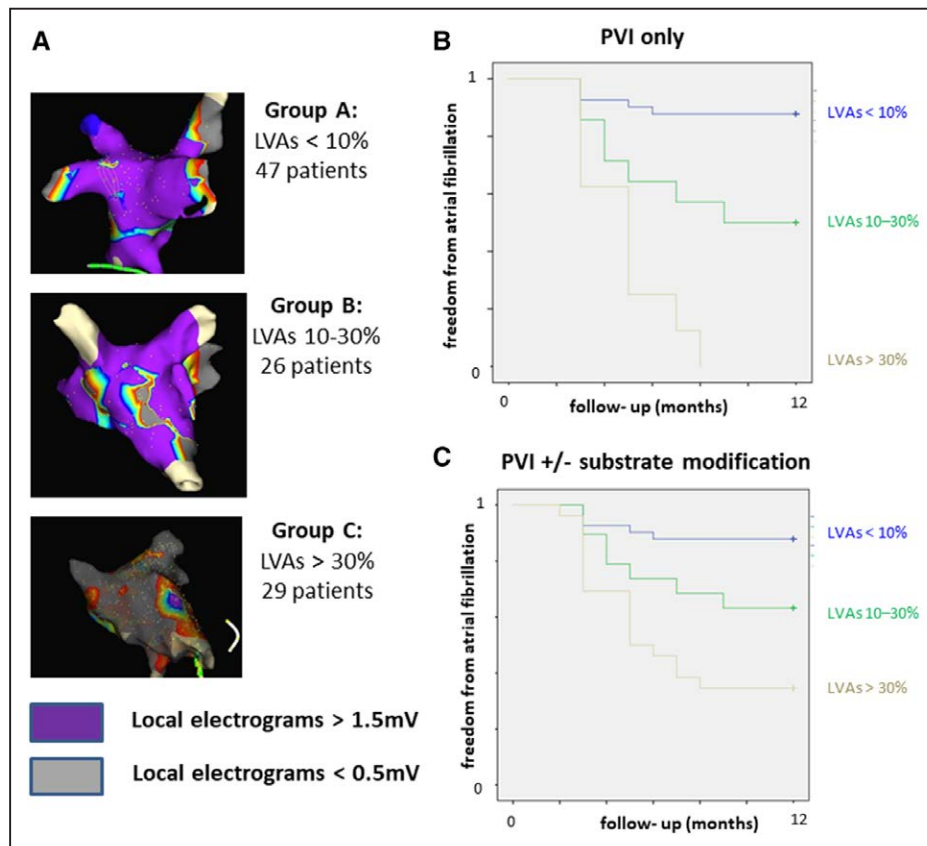 A
Group A:
LVAs < 10%
47 patients
Group B:
LVAs 10-30%
26 patients
Group C:
LVAs > 30%
29 patients
Local electrograms > 1.5mV
Local electrograms < 0.5mV
B
PVI only
freedom from atrial fibrillation
1
0
LVAs < 10%
LVAs 10–30%
LVAs > 30%
0
follow- up (months)
12
C
PVI +/- substrate modification
freedom from atrial fibrillation
1
0
LVAs < 10%
LVAs 10–30%
LVAs > 30%
0
follow- up (months)
12